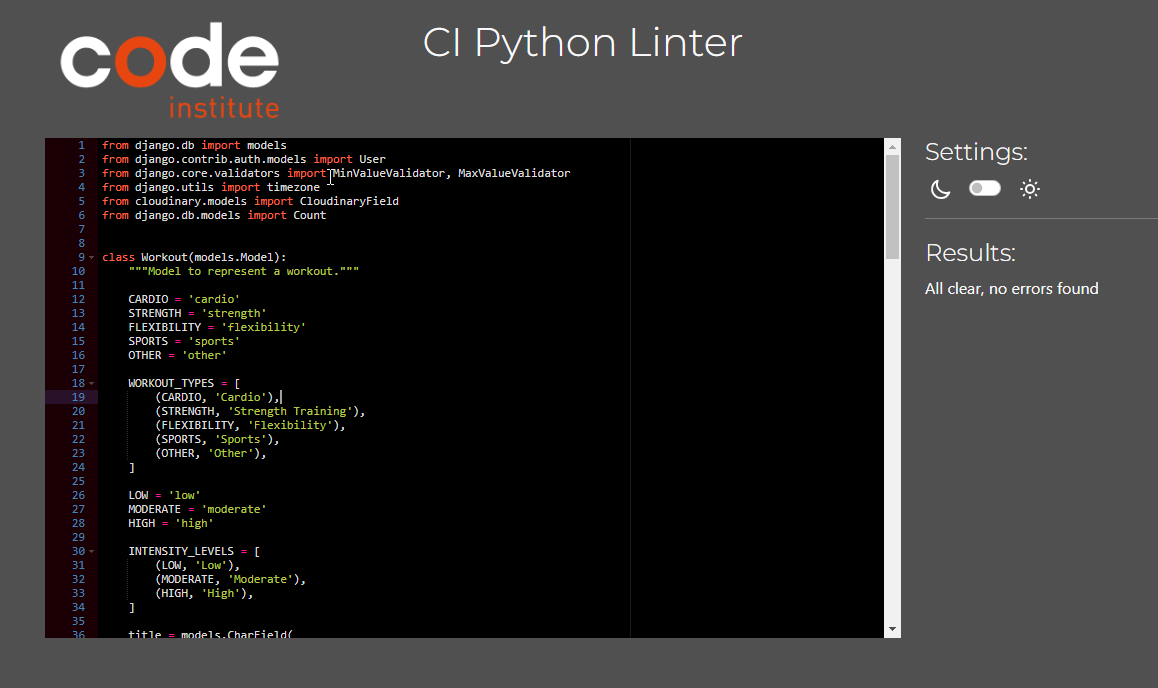 code
institute
CI Python Linter
1 from django.db import models
2 from django.contrib.auth.models import User
3 from django.core.validators import MinValueValidator, MaxValueValidator
4 from django.utils import timezone
5 from cloudinary.models import CloudinaryField
6 from django.db.models import Count
7
8
9 class Workout(models.Model):
10 """Model to represent a workout."""
11
12 CARDIO = 'cardio'
13 STRENGTH = 'strength'
14 FLEXIBILITY = 'flexibility'
15 SPORTS = 'sports'
16 OTHER = 'other'
17
18 WORKOUT_TYPES = [
19 (CARDIO, 'Cardio'),
20 (STRENGTH, 'Strength Training'),
21 (FLEXIBILITY, 'Flexibility'),
22 (SPORTS, 'Sports'),
23 (OTHER, 'Other'),
24 ]
25
26 LOW = 'low'
27 MODERATE = 'moderate'
28 HIGH = 'high'
29
30 INTENSITY_LEVELS = [
31 (LOW, 'Low'),
32 (MODERATE, 'Moderate'),
33 (HIGH, 'High'),
34 ]
35
36 title = models.CharField(
Settings:
Results:
All clear, no errors found